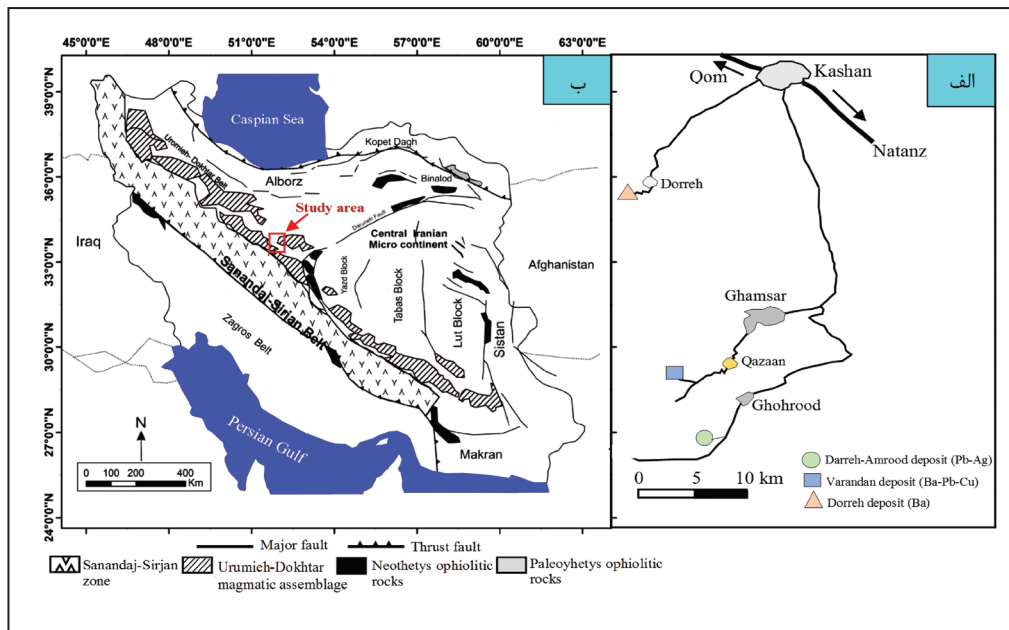 45°0'0"E 48°0'0"E 51°0'0"E 54°0'0"E 57°0'0"E 60°0'0"E 63°0'0"E
39°0'0"N
36°0'0"N
33°0'0"N
30°0'0"N
27°0'0"N
24°0'0"N
ب
Caspian Sea
Kopet Dagh
Uromieh- Dokhtar Belt
Alborz
Binalod
Study area
Daruneh Fault
Central Iranian
Micro continent
Iraq
Afghanistan
Yazd Block
Tabas Block
Sanandaj-Sirjan Belt
Lut Block
Sistan
Zagros Belt
Persian Gulf
N
Makran
0 100 200 400
Km
الف
Qom
Kashan
Natanz
Dorreh
Ghamsar
Qazaan
Ghohrood
Darreh-Amrood deposit (Pb-Ag)
Varandan deposit (Ba-Pb-Cu)
Dorreh deposit (Ba)
0 5 10 km
Major fault
Thrust fault
Sanandaj-Sirjan
zone
Urumieh-Dokhtar
magmatic assemblage
Neothetys ophiolitic
rocks
Paleoyhetys ophiolitic
rocks